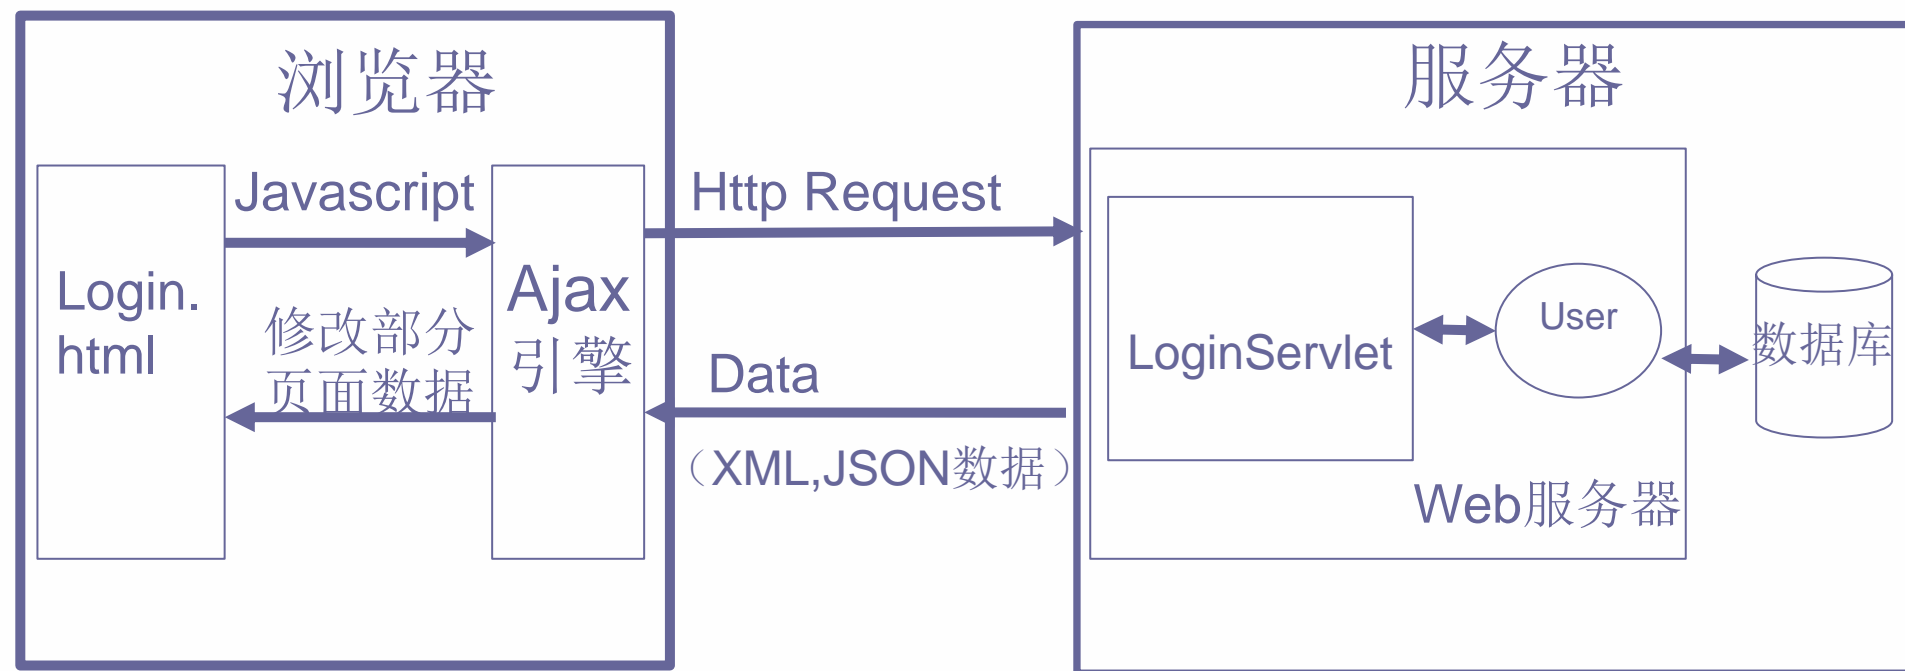 浏览器
服务器
Javascript
Http Request
Login.
html
Ajax
引擎
修改部分
页面数据
Data
（XML,JSON数据）
LoginServlet
User
数据库
Web服务器